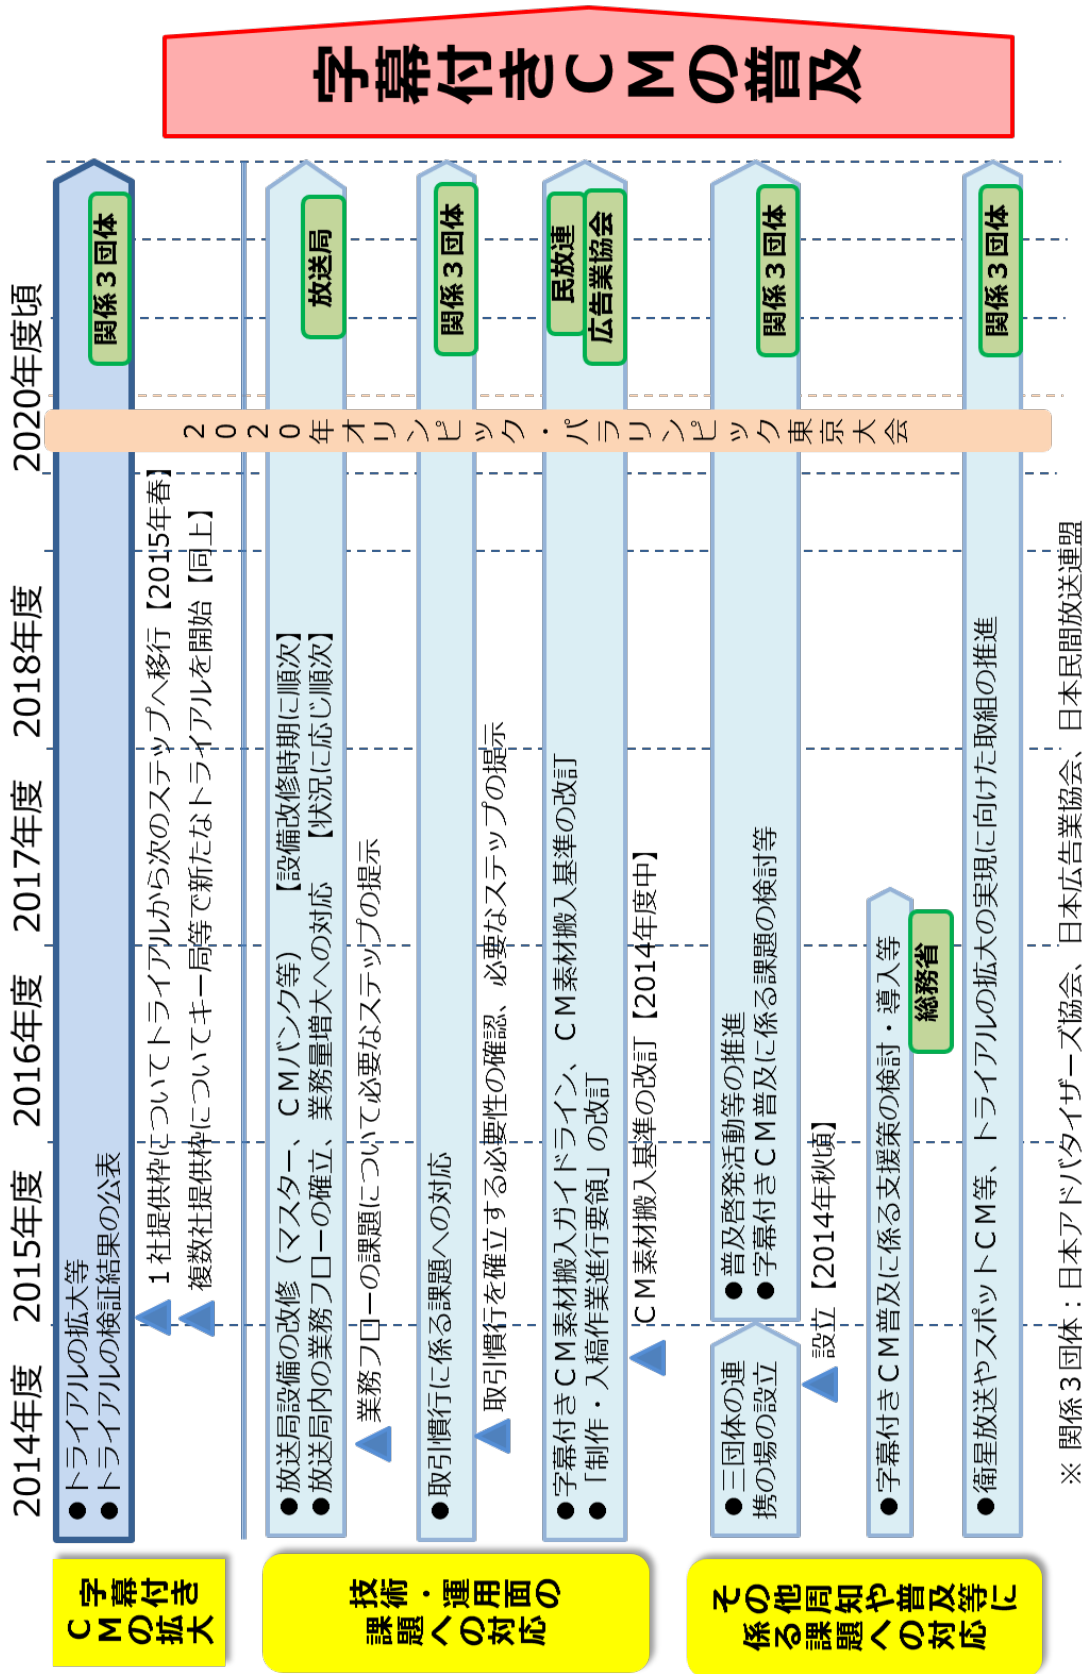 2014年度
2015年度
2016年度
2017年度
2018年度
2020年度頃
字幕付き
CMの拡大
●トライアルの拡大等
●トライアルの検証結果の公表
関係3団体
1社提供枠についてトライアルから次のステップへ移行【2015年春】
複数社提供枠についてキー局等で新たなトライアルを開始【同上】
技術・運用面の
課題への対応
●放送局設備の改修（マスター、CMバンク等）　【設備改修時期に順次】
●放送局内の業務フローの確立、業務量増大への対応　【状況に応じ順次】
放送局
業務フローの課題について必要なステップの提示
●取引慣行に係る課題への対応
関係3団体
取引慣行を確立する必要性の確認、必要なステップの提示
●字幕付きCM素材搬入ガイドライン、CM素材搬入基準の改訂
●「制作・入稿作業進行要領」の改訂
民放連
広告業協会
CM素材搬入基準の改訂【2014年度中】
その他周知や普及等に
係る課題への対応
●三団体の連
携の場の設立
●普及啓発活動等の推進
●字幕付きCM普及に係る課題の検討等
関係3団体
設立【2014年秋頃】
●字幕付きCM普及に係る支援策の検討・導入等
総務省
●衛星放送やスポットCM等、トライアルの拡大の実現に向けた取組の推進
関係3団体
2020年オリンピック・パラリンピック東京大会
字幕付きCMの普及
※ 関係3団体：日本アドバタイザーズ協会、日本広告業協会、日本民間放送連盟